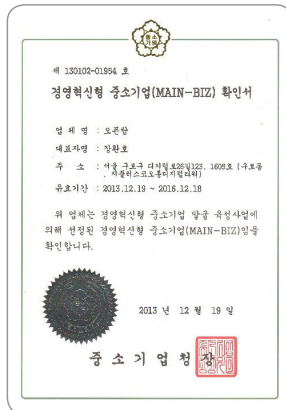 제 130102-01954 호
경영혁신형 중소기업(MAIN-BIZ) 확인서
업 체 명 : 오픈탑
대표자명 : 장환호
주 소 : 서울 구로구 디지털로26길123, 1605호 (구로동
, 지플러스코오롱디지털타워)
유효기간 : 2013.12.19 ~ 2016.12.18
위 업체는 경영혁신형 중소기업 발굴 육성사업에
의해 선정된 경영혁신형 중소기업(MAIN-BIZ)임을
확인합니다.
2013 년 12 월 19 일
중 소 기 업 청 장